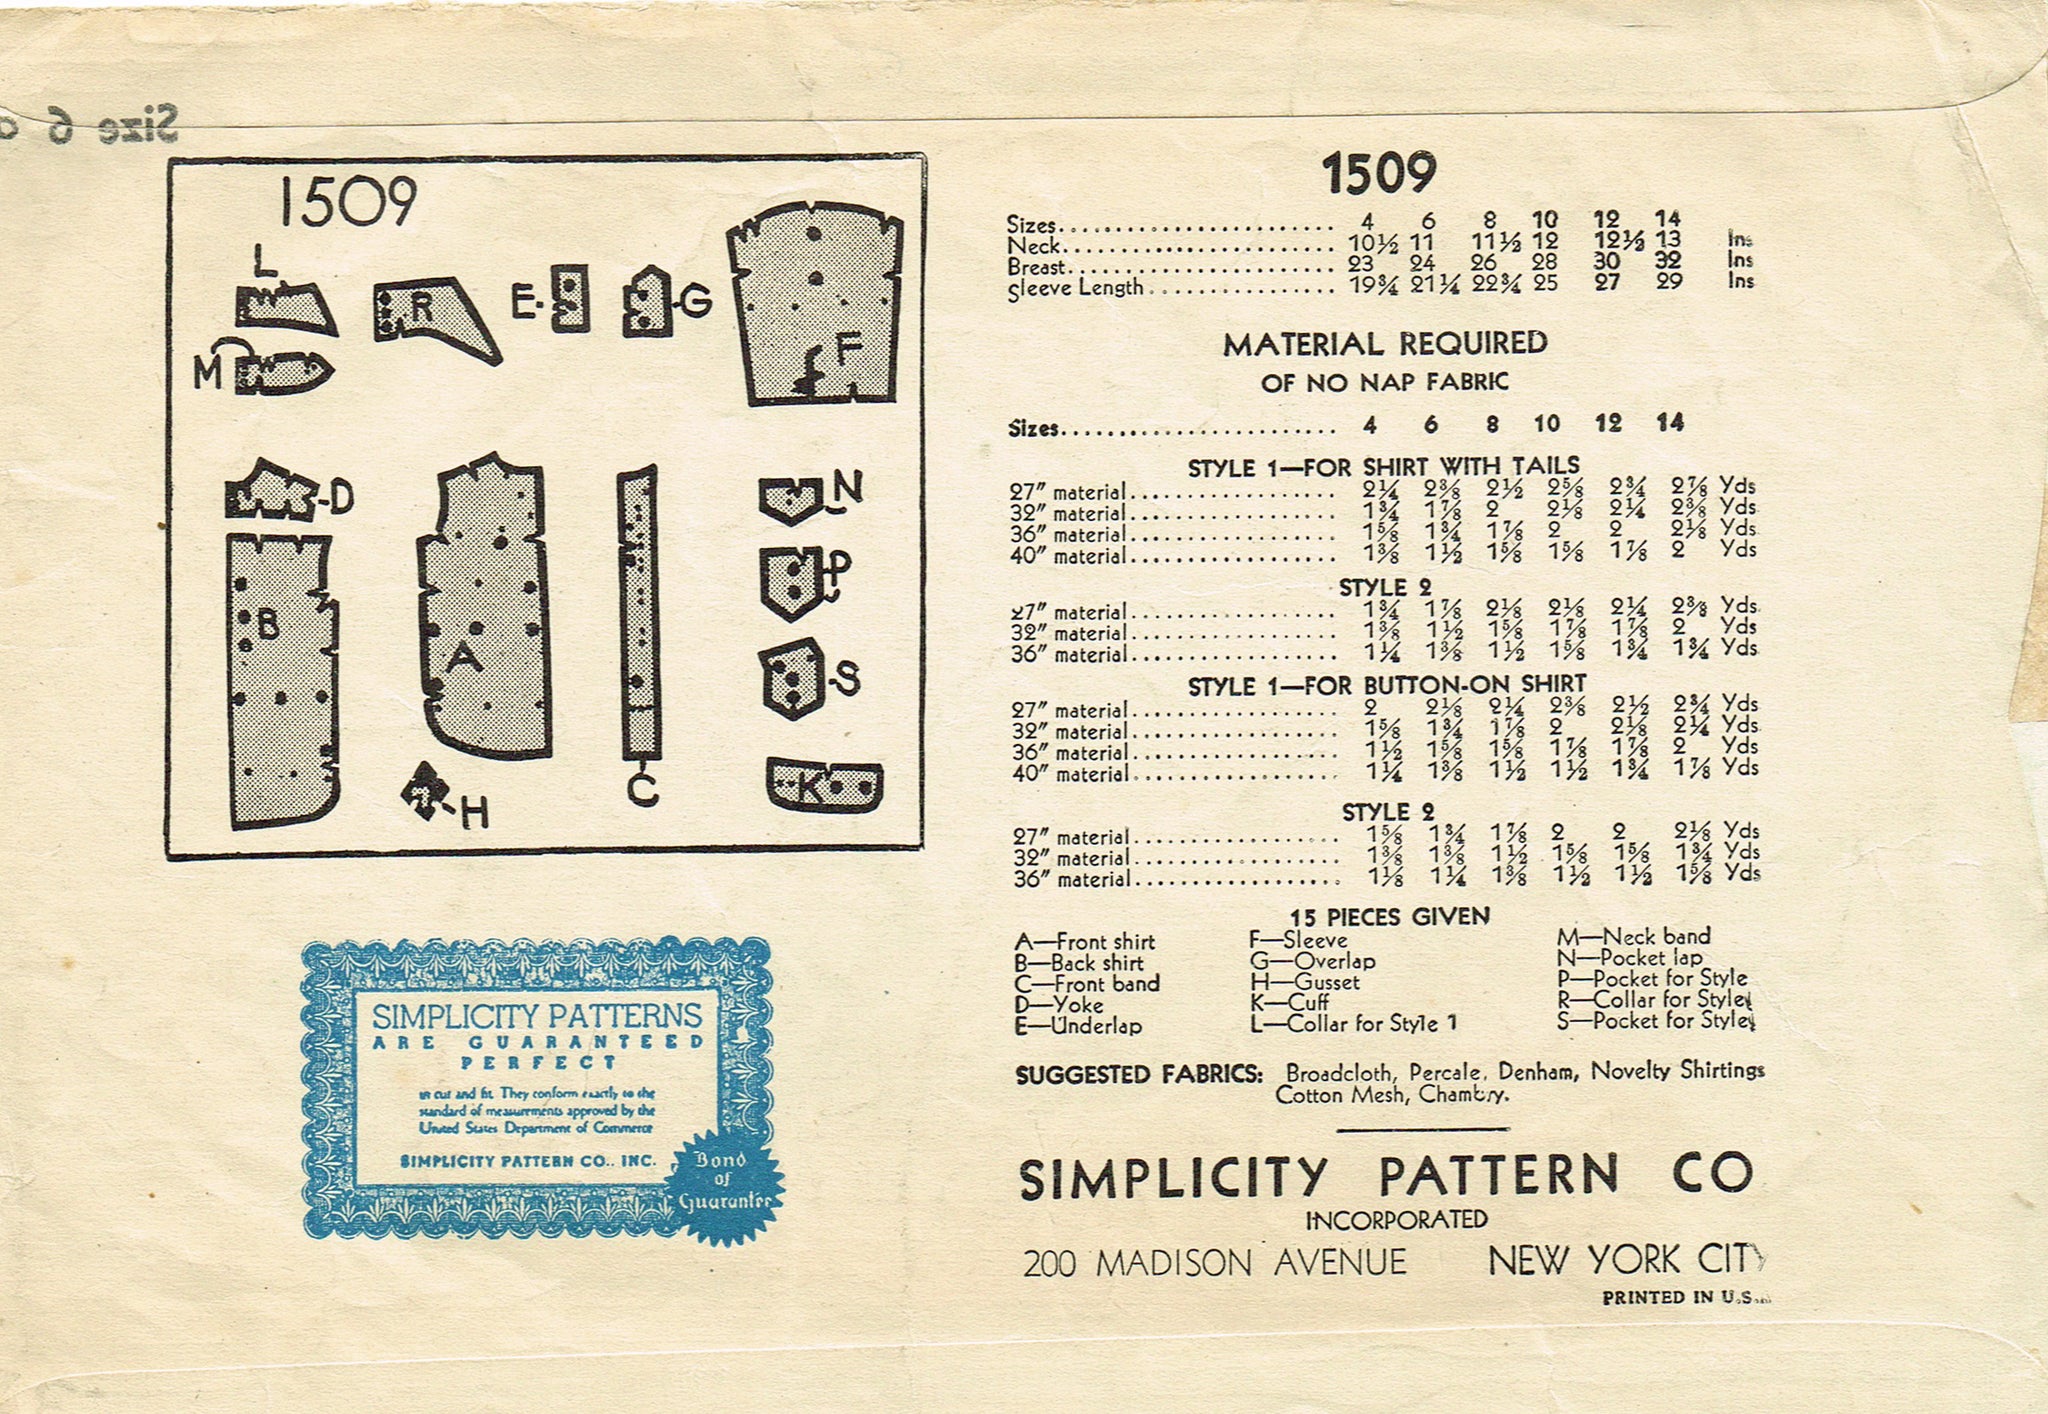 Size 6
1509
L
R
E
G
F
M
D
N
P
B
A
S
C
K
H
SIMPLICITY PATTERNS
ARE GUARANTEED
PERFECT
in cut and fit. They conform exactly to the
standard of measurements approved by the
United States Department of Commerce
SIMPLICITY PATTERN CO., INC.
Bond
of
Guarantee
1509
Sizes 4 6 8 10 12 14
Neck 10½ 11 11½ 12 12½ 13 Ins
Breast 23 24 26 28 30 32 Ins
Sleeve Length 19¾ 21¼ 22¾ 25 27 29 Ins
MATERIAL REQUIRED
OF NO NAP FABRIC
Sizes 4 6 8 10 12 14
STYLE 1—FOR SHIRT WITH TAILS
27" material 2¼ 2⅜ 2½ 2⅝ 2¾ 2⅞ Yds
32" material 1¾ 1⅞ 2 2⅛ 2¼ 2⅜ Yds
36" material 1⅝ 1¾ 1⅞ 2 2 2⅛ Yds
40" material 1⅜ 1½ 1⅝ 1⅝ 1⅞ 2 Yds
STYLE 2
27" material 1¾ 1⅞ 2⅛ 2⅛ 2¼ 2⅜ Yds
32" material 1⅜ 1½ 1⅝ 1⅞ 1⅞ 2 Yds
36" material 1¼ 1⅜ 1½ 1⅝ 1¾ 1¾ Yds
STYLE 1—FOR BUTTON-ON SHIRT
27" material 2 2⅛ 2¼ 2⅜ 2½ 2¾ Yds
32" material 1⅝ 1¾ 1⅞ 2 2⅛ 2¼ Yds
36" material 1½ 1⅝ 1⅝ 1⅞ 1⅞ 2 Yds
40" material 1¼ 1⅜ 1½ 1½ 1¾ 1⅞ Yds
STYLE 2
27" material 1⅝ 1¾ 1⅞ 2 2 2⅛ Yds
32" material 1⅜ 1⅜ 1½ 1⅝ 1⅝ 1¾ Yds
36" material 1⅛ 1¼ 1⅜ 1½ 1½ 1⅝ Yds
15 PIECES GIVEN
A—Front shirt F—Sleeve M—Neck band
B—Back shirt G—Overlap N—Pocket lap
C—Front band H—Gusset P—Pocket for Style
D—Yoke K—Cuff R—Collar for Style
E—Underlap L—Collar for Style 1 S—Pocket for Style
SUGGESTED FABRICS: Broadcloth, Percale, Denham, Novelty Shirtings
Cotton Mesh, Chambry.
SIMPLICITY PATTERN CO
INCORPORATED
200 MADISON AVENUE NEW YORK CITY
PRINTED IN U.S.